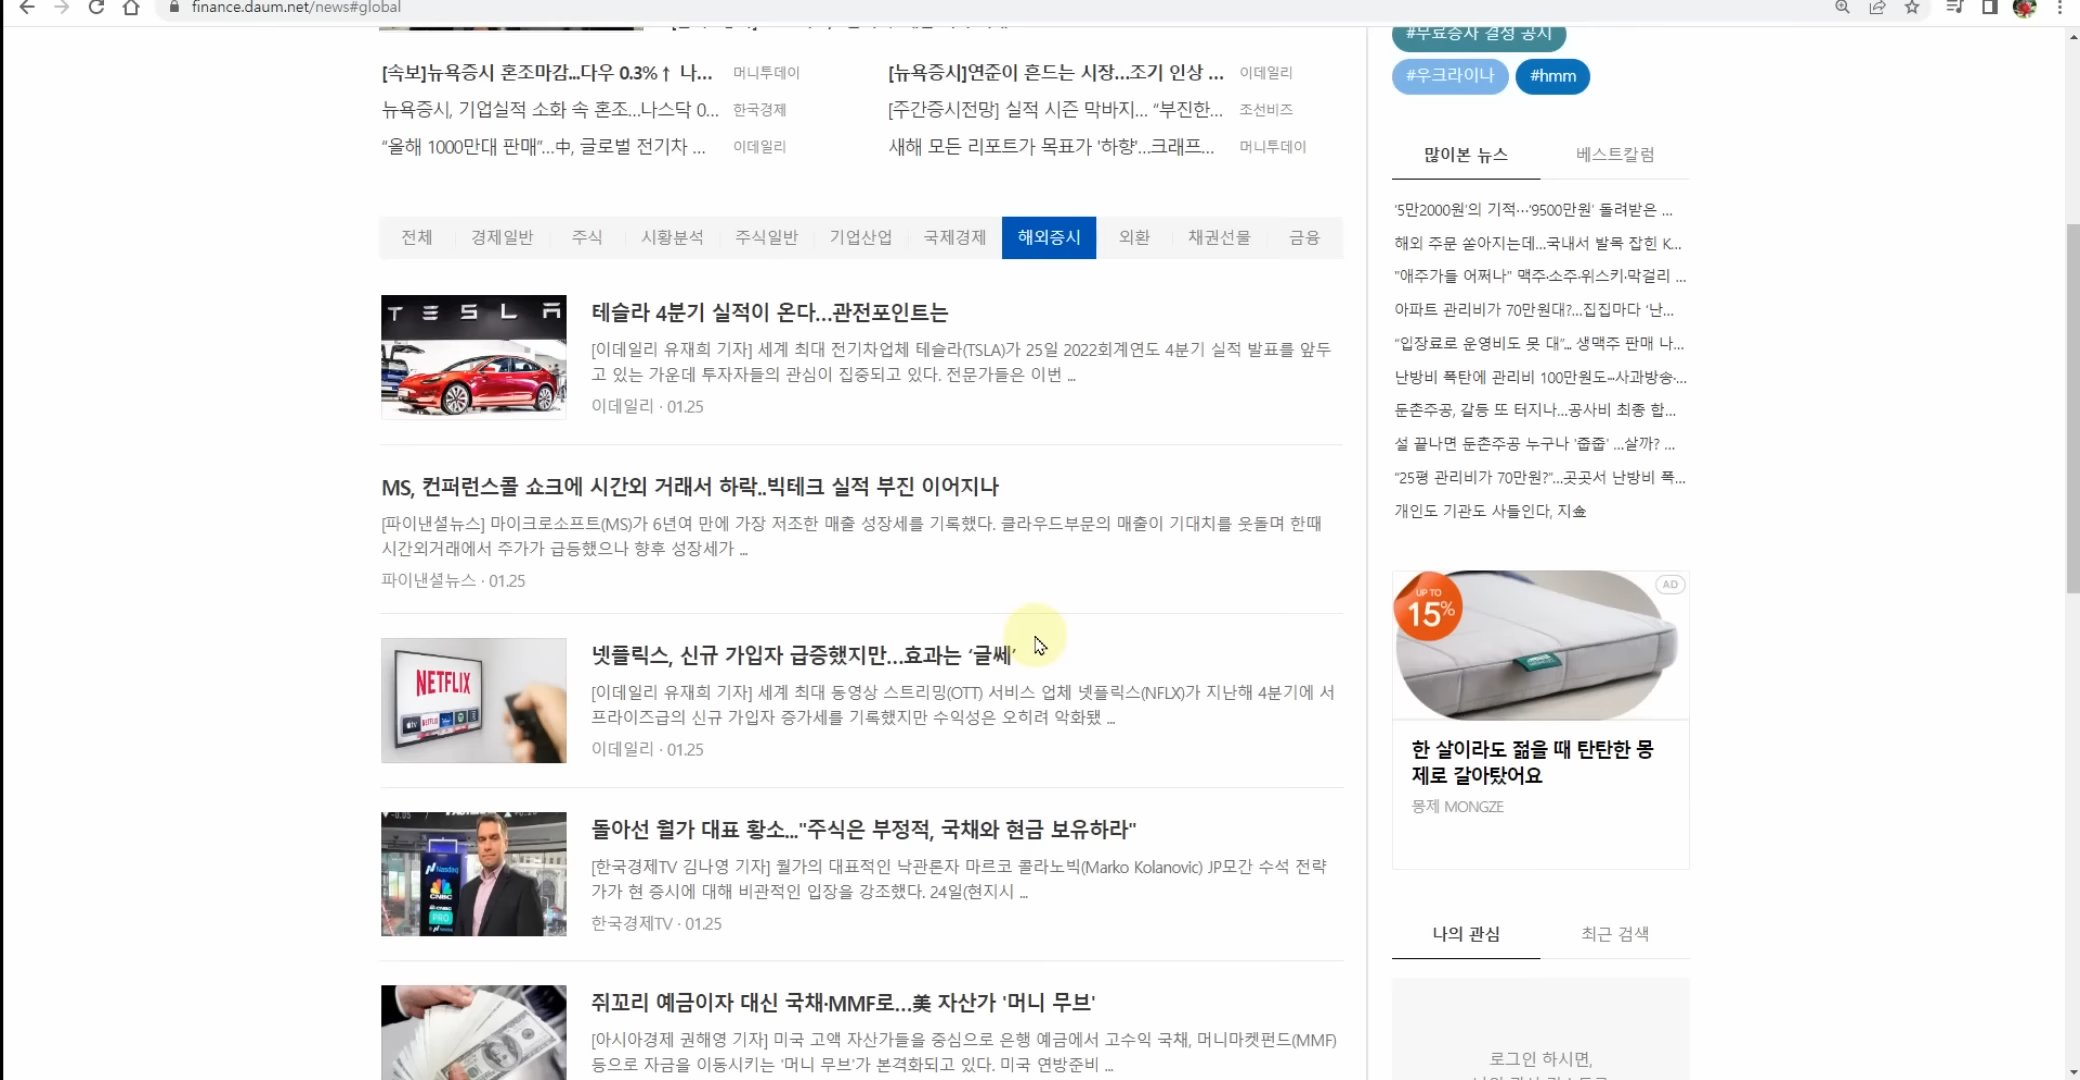 finance.daum.net/news#global
[속보]뉴욕증시 혼조마감...다우 0.3%↑ 나... 머니투데이
[뉴욕증시]연준이 흔드는 시장...조기 인상 ... 이데일리
뉴욕증시, 기업실적 소화 속 혼조...나스닥 0... 한국경제
[주간증시전망] 실적 시즌 막바지... “부진한... 조선비즈
“올해 1000만대 판매”...中, 글로벌 전기차 ... 이데일리
새해 모든 리포트가 목표가 '하향'...크래프... 머니투데이
전체 경제일반 주식 시황분석 주식일반 기업산업 국제경제 해외증시 외환 채권선물 금융
TESLA
테슬라 4분기 실적이 온다...관전포인트는
[이데일리 유재희 기자] 세계 최대 전기차업체 테슬라(TSLA)가 25일 2022회계연도 4분기 실적 발표를 앞두
고 있는 가운데 투자자들의 관심이 집중되고 있다. 전문가들은 이번 ...
이데일리 · 01.25
MS, 컨퍼런스콜 쇼크에 시간외 거래서 하락..빅테크 실적 부진 이어지나
[파이낸셜뉴스] 마이크로소프트(MS)가 6년여 만에 가장 저조한 매출 성장세를 기록했다. 클라우드부문의 매출이 기대치를 웃돌며 한때
시간외거래에서 주가가 급등했으나 향후 성장세가 ...
파이낸셜뉴스 · 01.25
NETFLIX
넷플릭스, 신규 가입자 급증했지만...효과는 ‘글쎄’
[이데일리 유재희 기자] 세계 최대 동영상 스트리밍(OTT) 서비스 업체 넷플릭스(NFLX)가 지난해 4분기에 서
프라이즈급의 신규 가입자 증가세를 기록했지만 수익성은 오히려 악화됐 ...
이데일리 · 01.25
Nasdaq
CNBC
PRO
돌아선 월가 대표 황소..."주식은 부정적, 국채와 현금 보유하라"
[한국경제TV 김나영 기자] 월가의 대표적인 낙관론자 마르코 콜라노빅(Marko Kolanovic) JP모간 수석 전략
가가 현 증시에 대해 비관적인 입장을 강조했다. 24일(현지시 ...
한국경제TV · 01.25
쥐꼬리 예금이자 대신 국채·MMF로...美 자산가 '머니 무브'
[아시아경제 권해영 기자] 미국 고액 자산가들을 중심으로 은행 예금에서 고수익 국채, 머니마켓펀드(MMF)
등으로 자금을 이동시키는 '머니 무브'가 본격화되고 있다. 미국 연방준비 ...
#무료증자 결정 공시
#우크라이나 #hmm
많이본 뉴스 베스트칼럼
‘5만2000원’의 기적…‘9500만원’ 돌려받은 ...
해외 주문 쏟아지는데...국내서 발목 잡힌 K...
"애주가들 어쩌나" 맥주·소주·위스키·막걸리 ...
아파트 관리비가 70만원대?...집집마다 ‘난...
“입장료로 운영비도 못 대”... 생맥주 판매 나...
난방비 폭탄에 관리비 100만원도…사과방송·...
둔촌주공, 갈등 또 터지나...공사비 최종 합...
설 끝나면 둔촌주공 누구나 '줍줍' ...살까? ...
“25평 관리비가 70만원?”...곳곳서 난방비 폭...
개인도 기관도 사들인다, 지金
UP TO
15%
AD
한 살이라도 젊을 때 탄탄한 몽
제로 갈아탔어요
몽제 MONGZE
나의 관심 최근 검색
로그인 하시면,